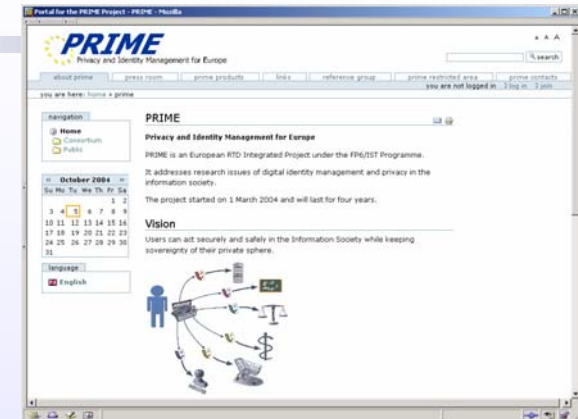 Portal for the PRIME Project - PRIME - Mozilla
PRIME
Privacy and Identity Management for Europe
A A A
search
about prime press room prime products links reference group prime restricted area prime contacts
you are not logged in log in join
you are here: home » prime
navigation
Home
Consortium
Public
« October 2004 »
Su Mo Tu We Th Fr Sa
1 2
3 4 5 6 7 8 9
10 11 12 13 14 15 16
17 18 19 20 21 22 23
24 25 26 27 28 29 30
31
language
English
PRIME
Privacy and Identity Management for Europe
PRIME is an European RTD Integrated Project under the FP6/IST Programme.
It addresses research issues of digital identity management and privacy in the
information society.
The project started on 1 March 2004 and will last for four years.
Vision
Users can act securely and safely in the Information Society while keeping
sovereignty of their private sphere.